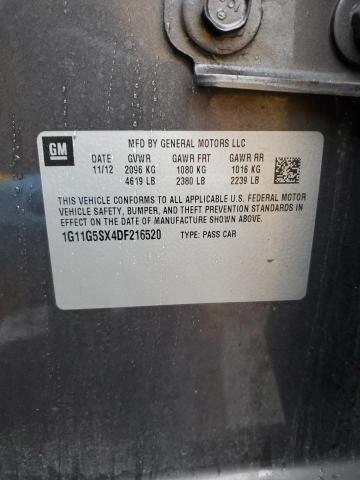 GM
MFD BY GENERAL MOTORS LLC
DATE GVWR GAWR FRT GAWR RR
11/12 2096 KG 1080 KG 1016 KG
4619 LB 2380 LB 2239 LB
THIS VEHICLE CONFORMS TO ALL APPLICABLE U.S. FEDERAL MOTOR
VEHICLE SAFETY, BUMPER, AND THEFT PREVENTION STANDARDS IN
EFFECT ON THE DATE OF MANUFACTURE SHOWN ABOVE.
1G11G5SX4DF216520 TYPE: PASS CAR